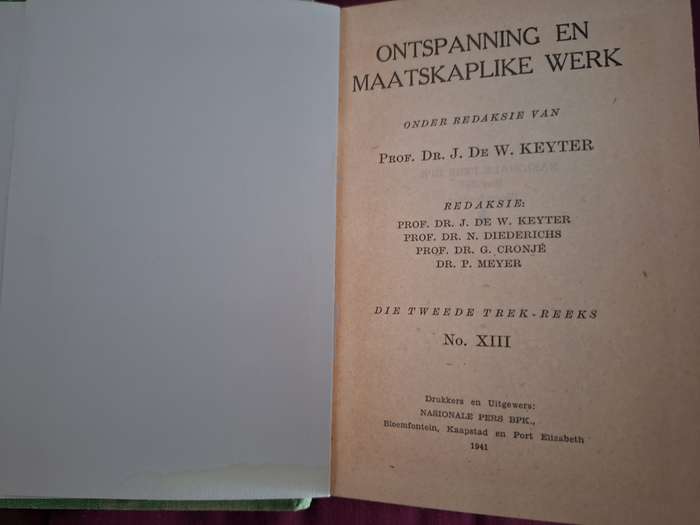 ONTSPANNING EN
MAATSKAPLIKE WERK
ONDER REDAKSIE VAN
PROF. DR. J. DE W. KEYTER
REDAKSIE:
PROF. DR. J. DE W. KEYTER
PROF. DR. N. DIEDERICHS
PROF. DR. G. CRONJÉ
DR. P. MEYER
DIE TWEEDE TREK-REEKS
No. XIII
Drukkers en Uitgewers:
NASIONALE PERS BPK.,
Bloemfontein, Kaapstad en Port Elizabeth
1941